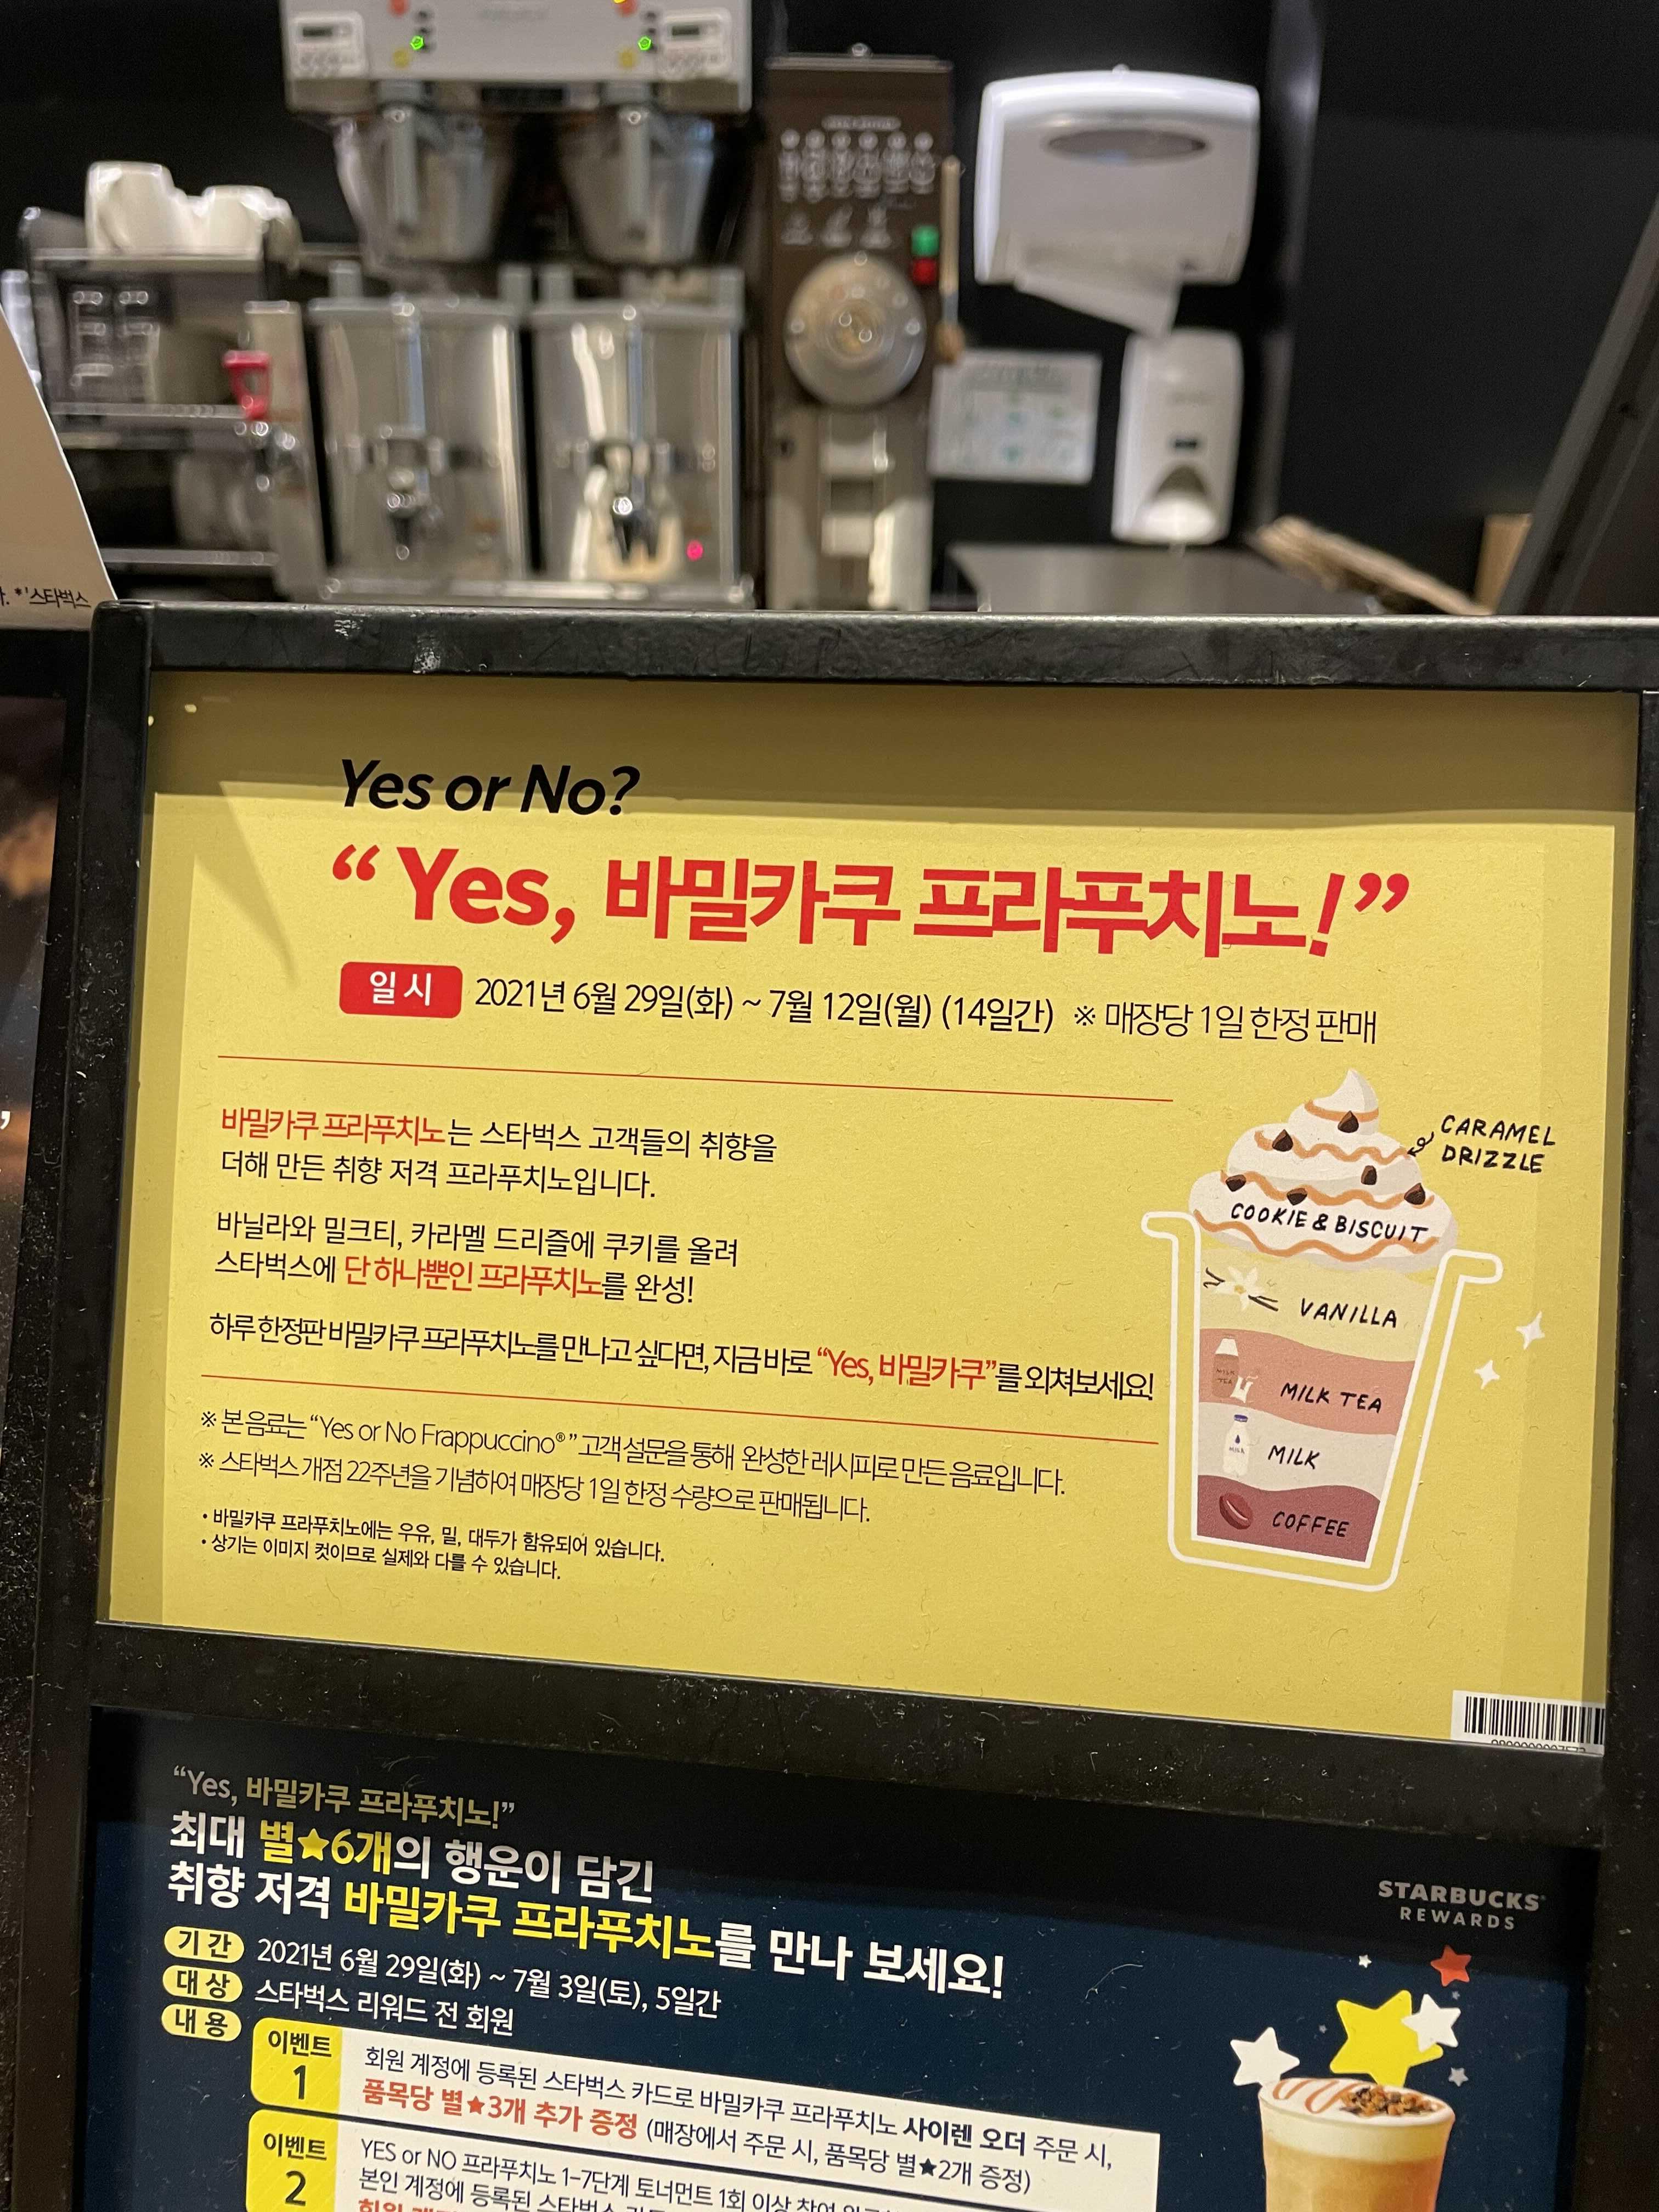 . *'스타벅스
Yes or No?
“ Yes, 바밀카쿠 프라푸치노!”
일 시 2021년 6월 29일(화) ~ 7월 12일(월) (14일간) ※ 매장당 1일 한정 판매
바밀카쿠 프라푸치노는 스타벅스 고객들의 취향을
더해 만든 취향 저격 프라푸치노입니다.
바닐라와 밀크티, 카라멜 드리즐에 쿠키를 올려
스타벅스에 단 하나뿐인 프라푸치노를 완성!
하루 한정판 바밀카쿠 프라푸치노를 만나고 싶다면, 지금 바로 “Yes, 바밀카쿠”를 외쳐보세요!
※ 본 음료는 “Yes or No Frappuccino®” 고객 설문을 통해 완성한 레시피로 만든 음료입니다.
※ 스타벅스 개점 22주년을 기념하여 매장당 1일 한정 수량으로 판매됩니다.
• 바밀카쿠 프라푸치노에는 우유, 밀, 대두가 함유되어 있습니다.
• 상기는 이미지 컷이므로 실제와 다를 수 있습니다.
CARAMEL
DRIZZLE
COOKIE & BISCUIT
VANILLA
MILK TEA
MILK TEA
MILK
MILK
COFFEE
“Yes, 바밀카쿠 프라푸치노!”
최대 별★6개의 행운이 담긴
취향 저격 바밀카쿠 프라푸치노를 만나 보세요!
STARBUCKS
REWARDS
기 간 2021년 6월 29일(화) ~ 7월 3일(토), 5일간
대 상 스타벅스 리워드 전 회원
내 용
이벤트
1
회원 계정에 등록된 스타벅스 카드로 바밀카쿠 프라푸치노 사이렌 오더 주문 시,
품목당 별★3개 추가 증정 (매장에서 주문 시, 품목당 별★2개 증정)
이벤트
2
YES or NO 프라푸치노 1-7단계 토너먼트 1회 이상 참여
본인 계정에 등록된 스타벅스